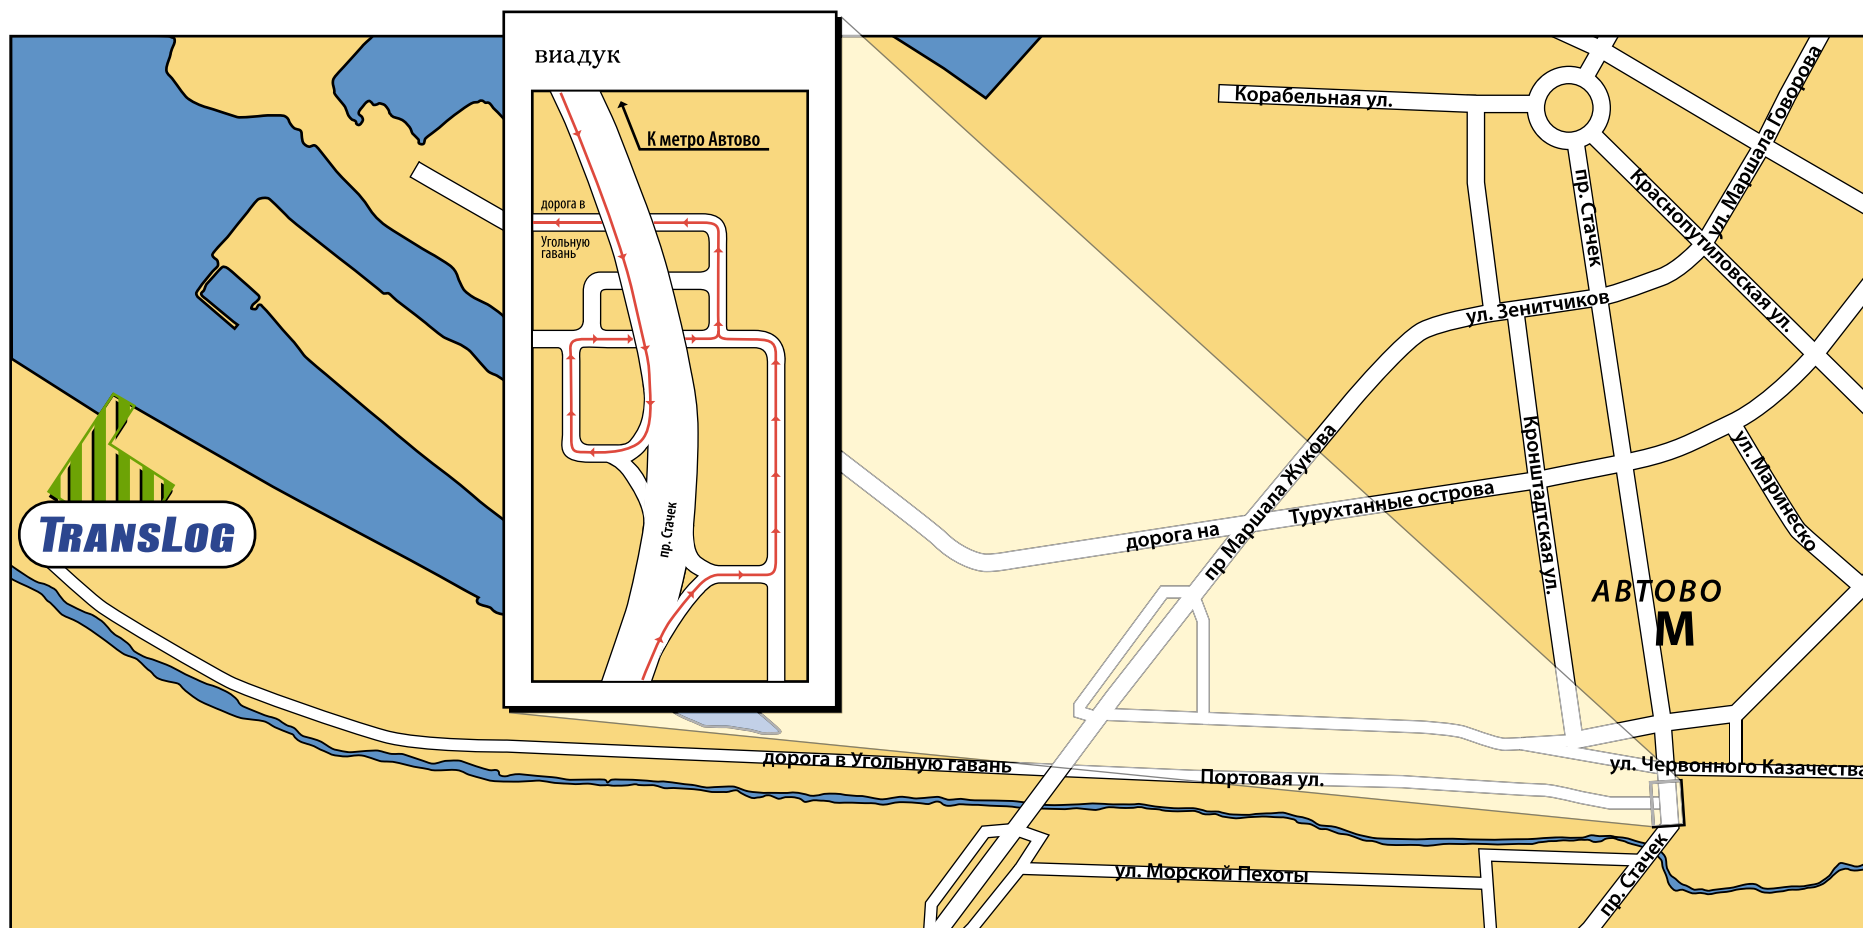 виадук
К метро Автово
дорога в
Угольную
гавань
пр. Стачек
Корабельная ул.
ул. Маршала Говорова
пр. Стачек
Краснопутиловская ул.
ул. Зенитчиков
пр Маршала Жукова
Кронштадтская ул.
ул. Маринеско
дорога на
Турухтанные острова
TRANSLOG
АВТОВО
М
дорога в Угольную гавань
Портовая ул.
ул. Червонного Казачества
ул. Морской Пехоты
пр. Стачек